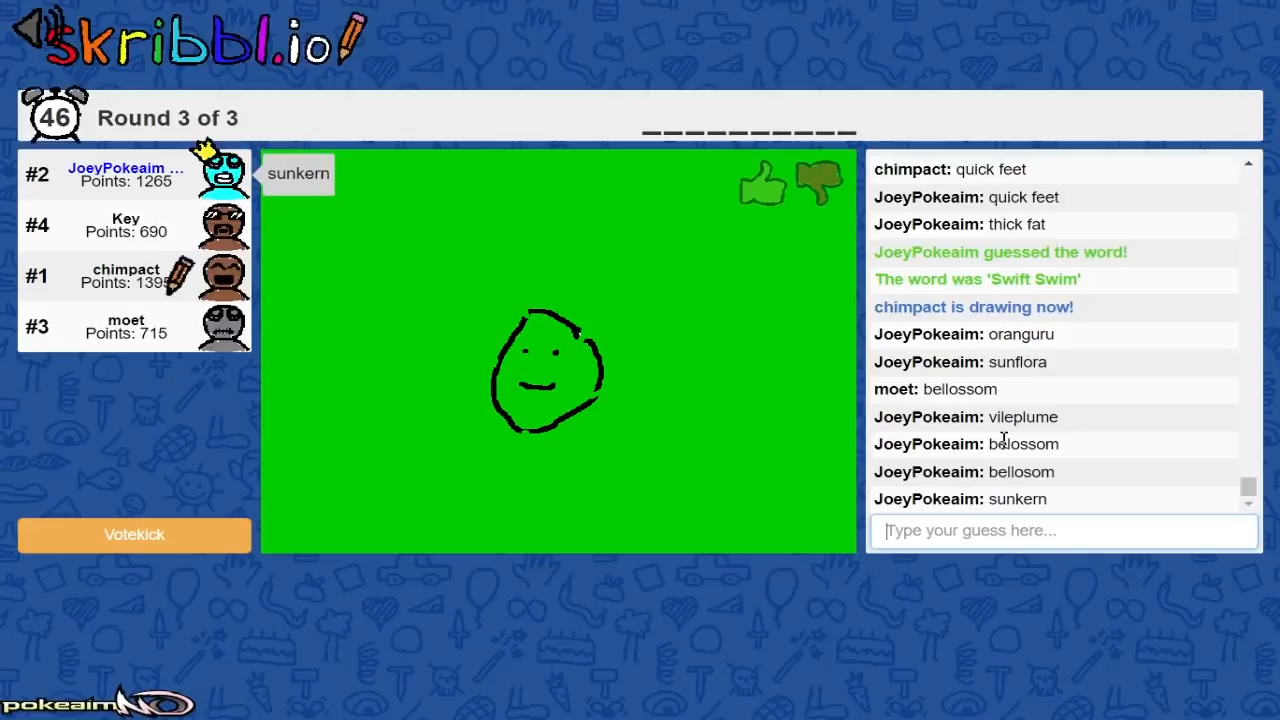 skribbl.io
46
Round 3 of 3
__________
#2
JoeyPokeaim ...
Points: 1265
#4
Key
Points: 690
#1
chimpact
Points: 1395
#3
moet
Points: 715
Votekick
sunkern
chimpact: quick feet
JoeyPokeaim: quick feet
JoeyPokeaim: thick fat
JoeyPokeaim guessed the word!
The word was 'Swift Swim'
chimpact is drawing now!
JoeyPokeaim: oranguru
JoeyPokeaim: sunflora
moet: bellossom
JoeyPokeaim: vileplume
JoeyPokeaim: belossom
JoeyPokeaim: bellosom
JoeyPokeaim: sunkern
Type your guess here...
pokeaimMD